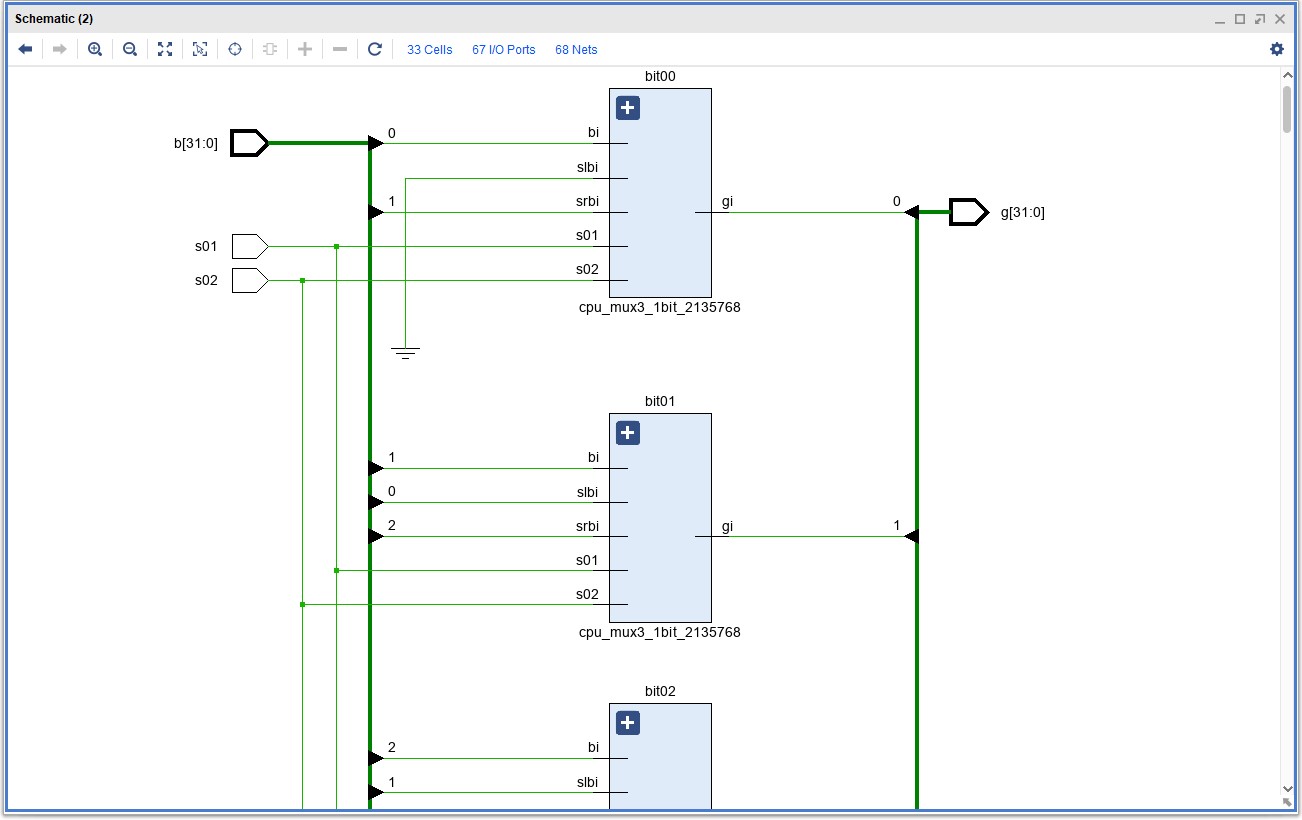 Schematic (2)
33 Cells 67 I/O Ports 68 Nets
bit00
b[31:0] 0 bi
slbi
1 srbi gi 0 g[31:0]
s01 s01
s02 s02
cpu_mux3_1bit_2135768
bit01
1 bi
0 slbi
2 srbi gi 1
s01
s02
cpu_mux3_1bit_2135768
bit02
2 bi
1 slbi